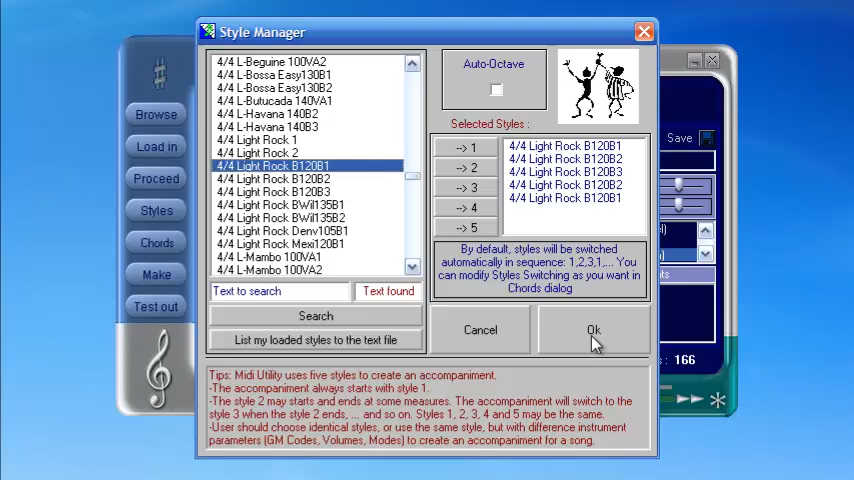 Style Manager
4/4 L-Beguine 100VA2
4/4 L-Bossa Easy130B1
4/4 L-Bossa Easy130B2
4/4 L-Butucada 140VA1
4/4 L-Havana 140B2
4/4 L-Havana 140B3
4/4 Light Rock 1
4/4 Light Rock 2
4/4 Light Rock B120B1
4/4 Light Rock B120B2
4/4 Light Rock B120B3
4/4 Light Rock BWil135B1
4/4 Light Rock BWil135B2
4/4 Light Rock Denv105B1
4/4 Light Rock Mexi120B1
4/4 L-Mambo 100VA1
4/4 L-Mambo 100VA2
Text to search
Text found
Search
List my loaded styles to the text file
Auto-Octave
Selected Styles :
--> 1
--> 2
--> 3
--> 4
--> 5
4/4 Light Rock B120B1
4/4 Light Rock B120B2
4/4 Light Rock B120B3
4/4 Light Rock B120B2
4/4 Light Rock B120B1
By default, styles will be switched
automatically in sequence: 1,2,3,1,... You
can modify Styles Switching as you want in
Chords dialog
Cancel
Ok
Tips: Midi Utility uses five styles to create an accompaniment.
-The accompaniment always starts with style 1.
-The style 2 may starts and ends at some measures. The accompaniment will switch to the
style 3 when the style 2 ends, ... and so on. Styles 1, 2, 3, 4 and 5 may be the same.
-User should choose identical styles, or use the same style, but with difference instrument
parameters (GM Codes, Volumes, Modes) to create an accompaniment for a song.
Browse
Load in
Proceed
Styles
Chords
Make
Test out
Save
: 166